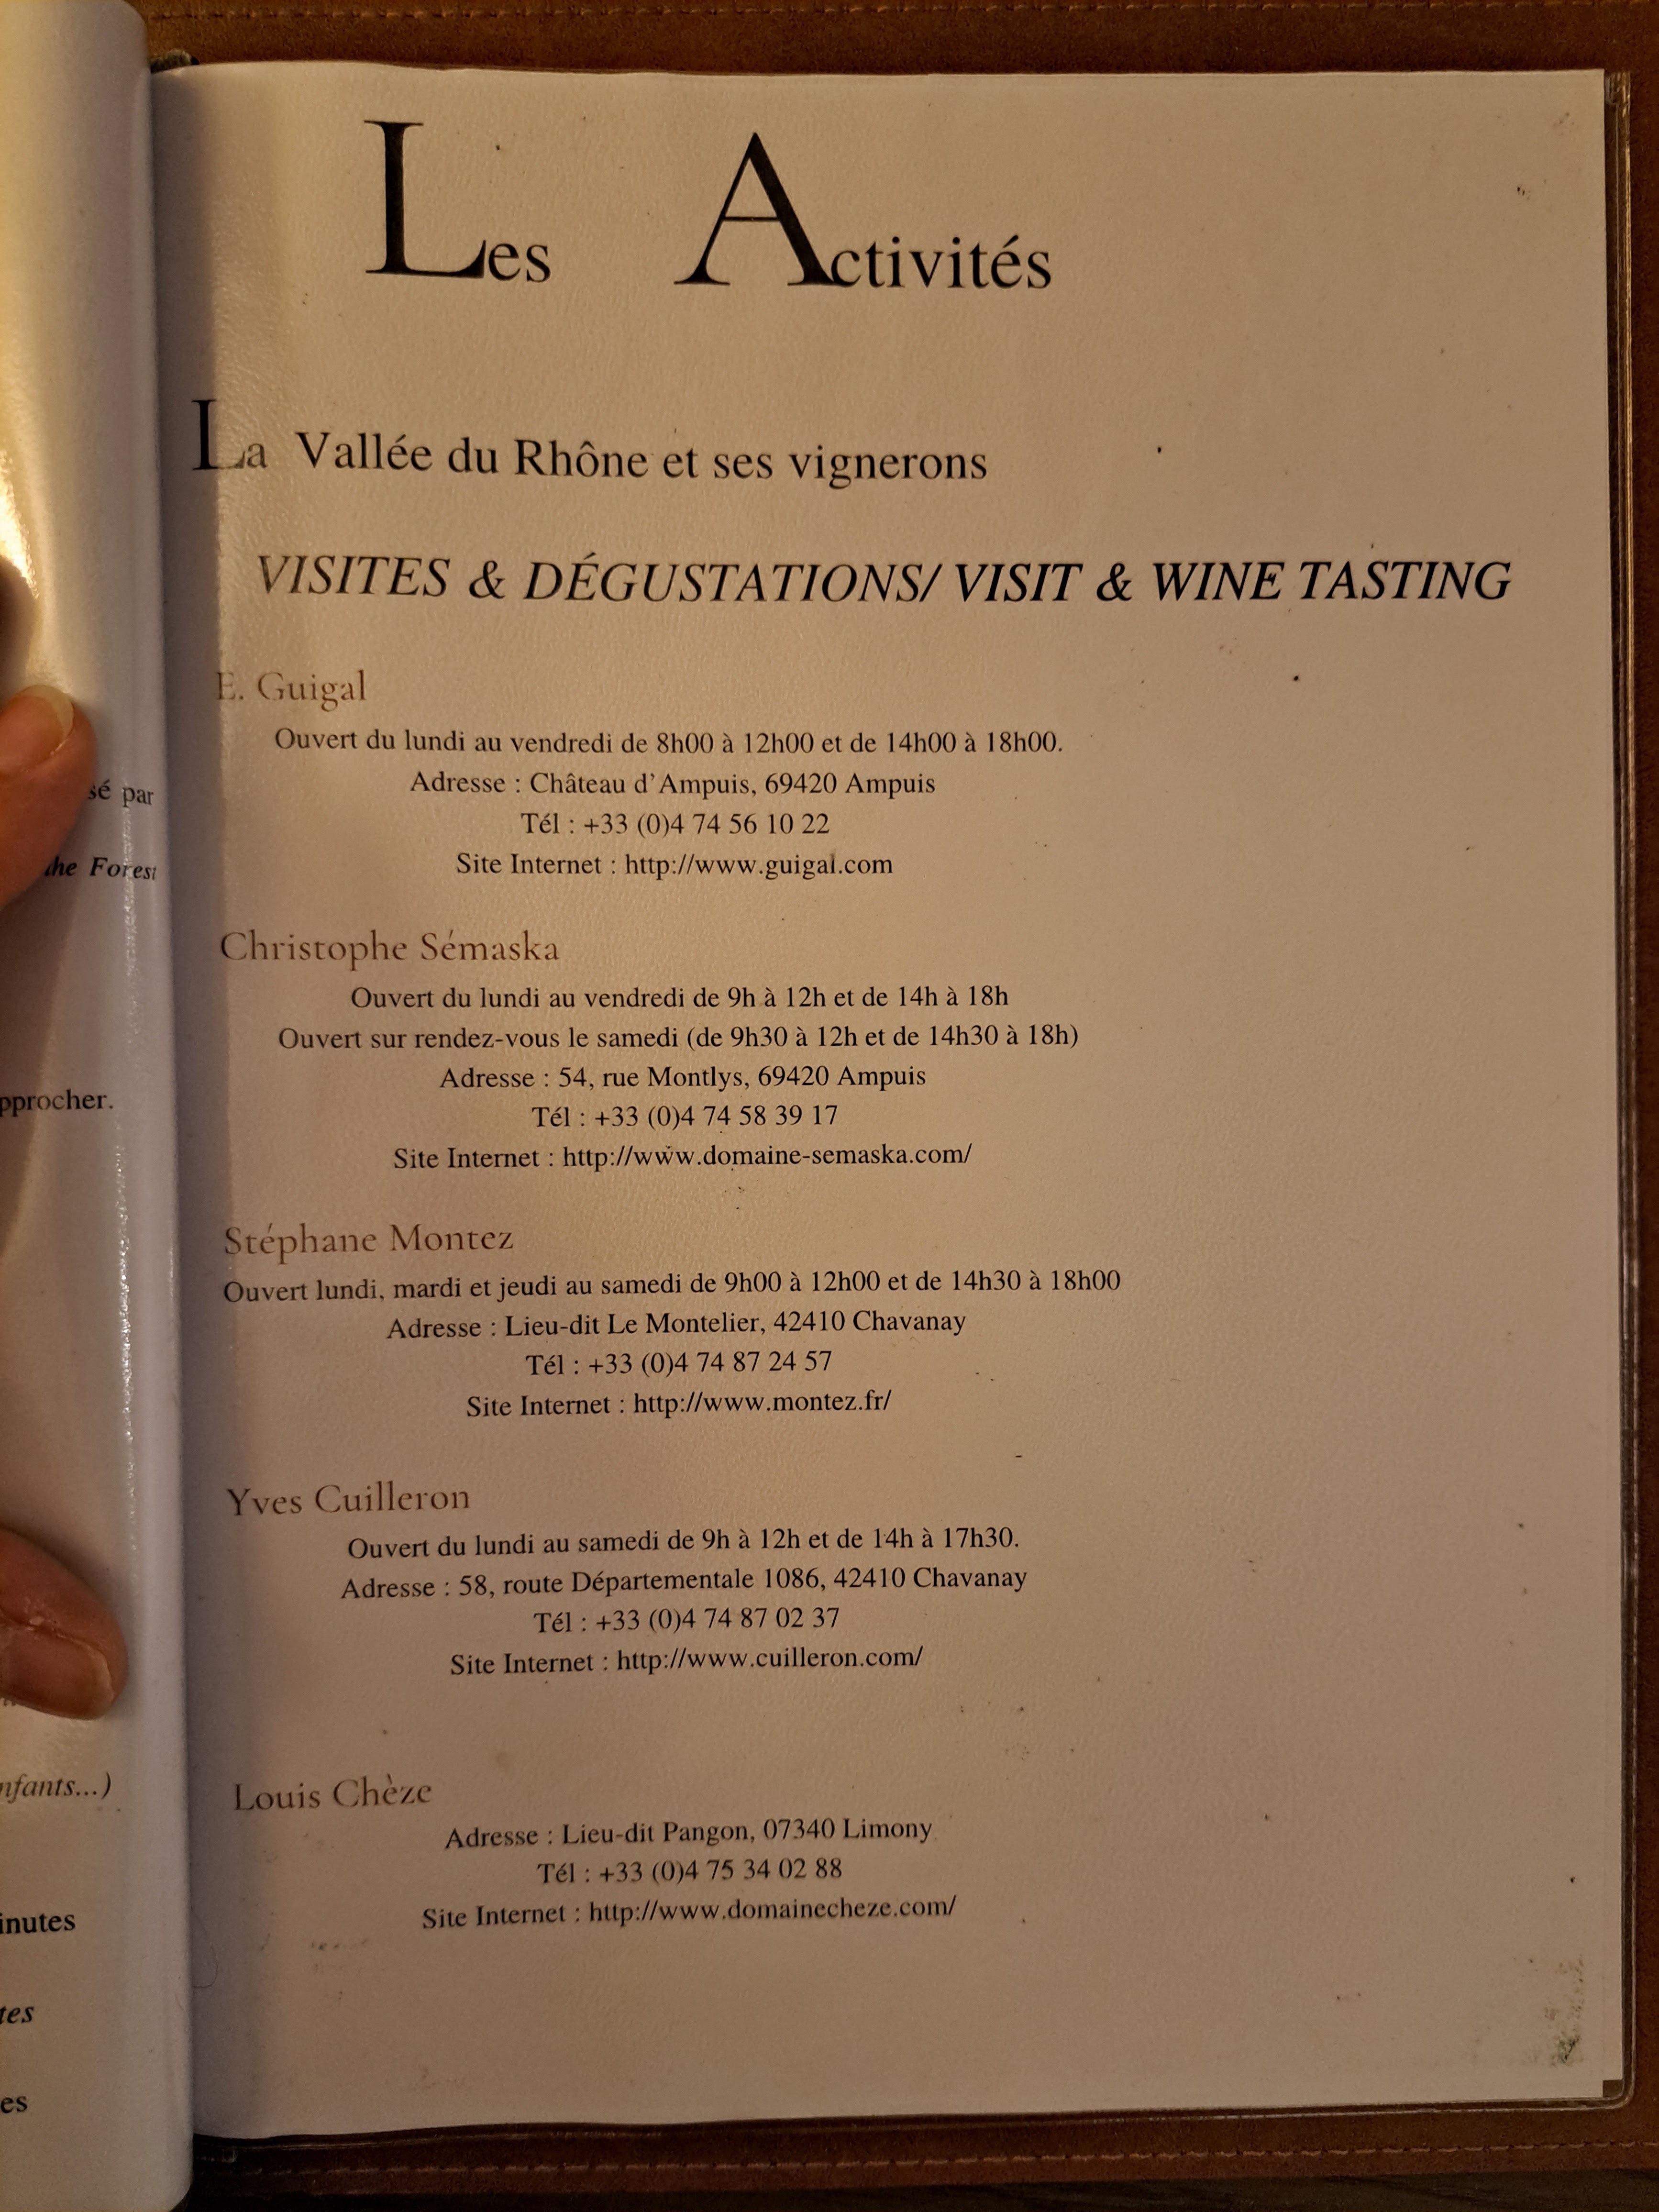 Les Activités
La Vallée du Rhône et ses vignerons
VISITES & DÉGUSTATIONS/ VISIT & WINE TASTING
E. Guigal
Ouvert du lundi au vendredi de 8h00 à 12h00 et de 14h00 à 18h00.
Adresse : Château d'Ampuis, 69420 Ampuis
Tél : +33 (0)4 74 56 10 22
Site Internet : http://www.guigal.com
Christophe Sémaska
Ouvert du lundi au vendredi de 9h à 12h et de 14h à 18h
Ouvert sur rendez-vous le samedi (de 9h30 à 12h et de 14h30 à 18h)
Adresse : 54, rue Montlys, 69420 Ampuis
Tél : +33 (0)4 74 58 39 17
Site Internet : http://www.domaine-semaska.com/
Stéphane Montez
Ouvert lundi, mardi et jeudi au samedi de 9h00 à 12h00 et de 14h30 à 18h00
Adresse : Lieu-dit Le Montelier, 42410 Chavanay
Tél : +33 (0)4 74 87 24 57
Site Internet : http://www.montez.fr/
Yves Cuilleron
Ouvert du lundi au samedi de 9h à 12h et de 14h à 17h30.
Adresse : 58, route Départementale 1086, 42410 Chavanay
Tél : +33 (0)4 74 87 02 37
Site Internet : http://www.cuilleron.com/
Louis Chèze
Adresse : Lieu-dit Pangon, 07340 Limony
Tél : +33 (0)4 75 34 02 88
Site Internet : http://www.domainecheze.com/
par
the Forest